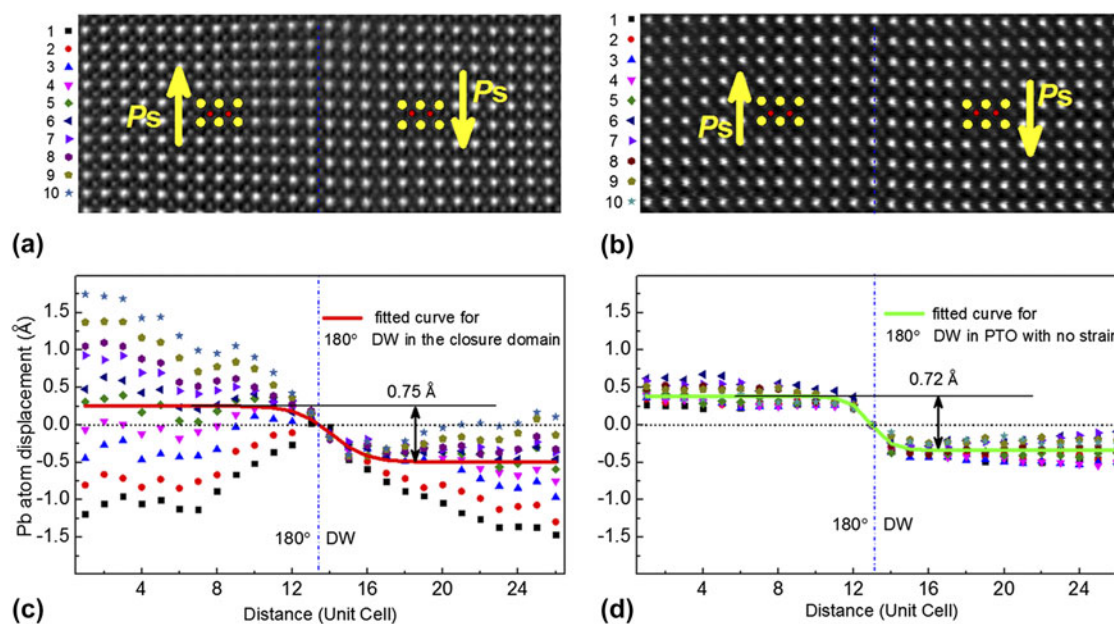 1
2
3
4
5
6
7
8
9
10
Ps
Ps
(a)
1
2
3
4
5
6
7
8
9
10
Ps
Ps
(b)
Pb atom displacement (Å)
1.5
1.0
0.5
0.0
-0.5
-1.0
-1.5
fitted curve for
180° DW in the closure domain
0.75 Å
180° DW
4 8 12 16 20 24
Distance (Unit Cell)
(c)
1.5
1.0
0.5
0.0
-0.5
-1.0
-1.5
fitted curve for
180° DW in PTO with no strain
0.72 Å
180° DW
4 8 12 16 20 24
Distance (Unit Cell)
(d)